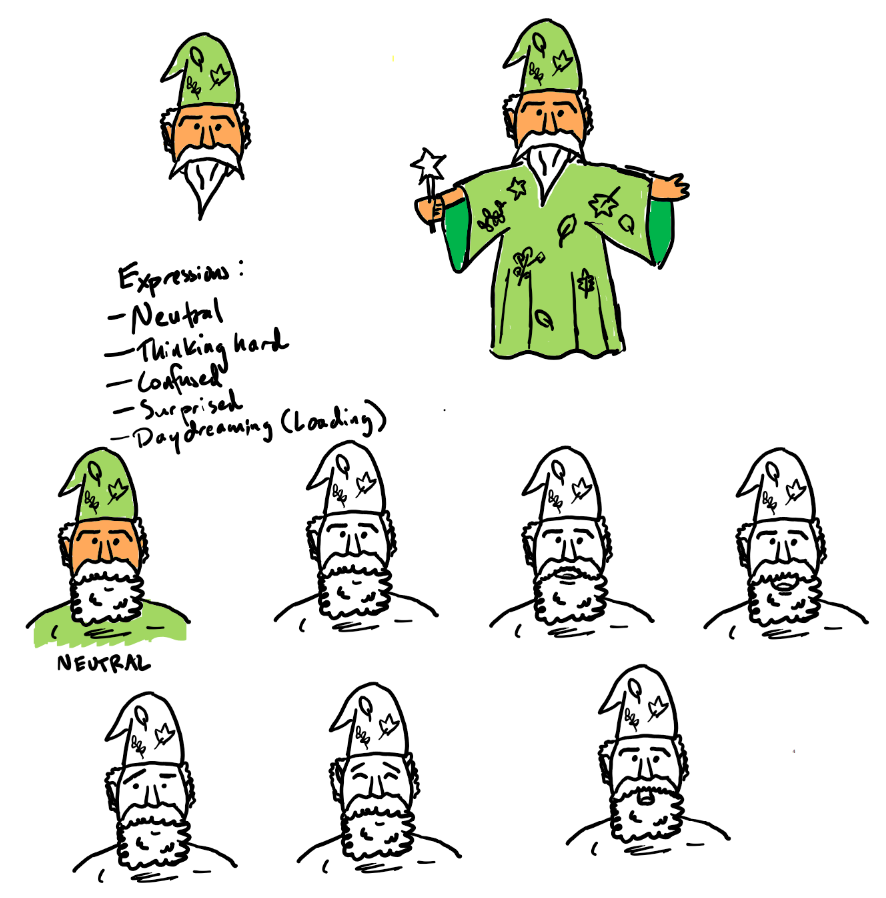 Expressions:
- Neutral
- Thinking hard
- Confused
- Surprised
- Daydreaming (Loading)
NEUTRAL